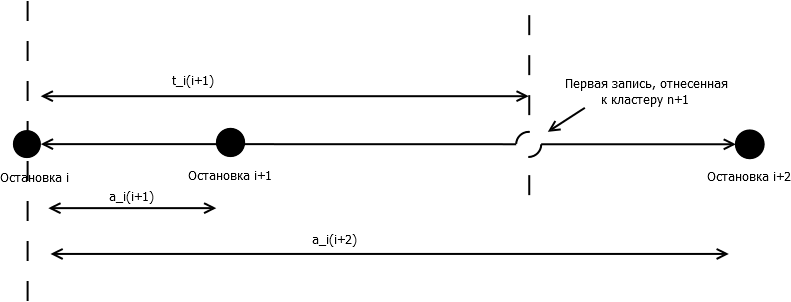 t_i(i+1)
Первая запись, отнесенная
к кластеру n+1
Остановка i
Остановка i+1
Остановка i+2
a_i(i+1)
a_i(i+2)